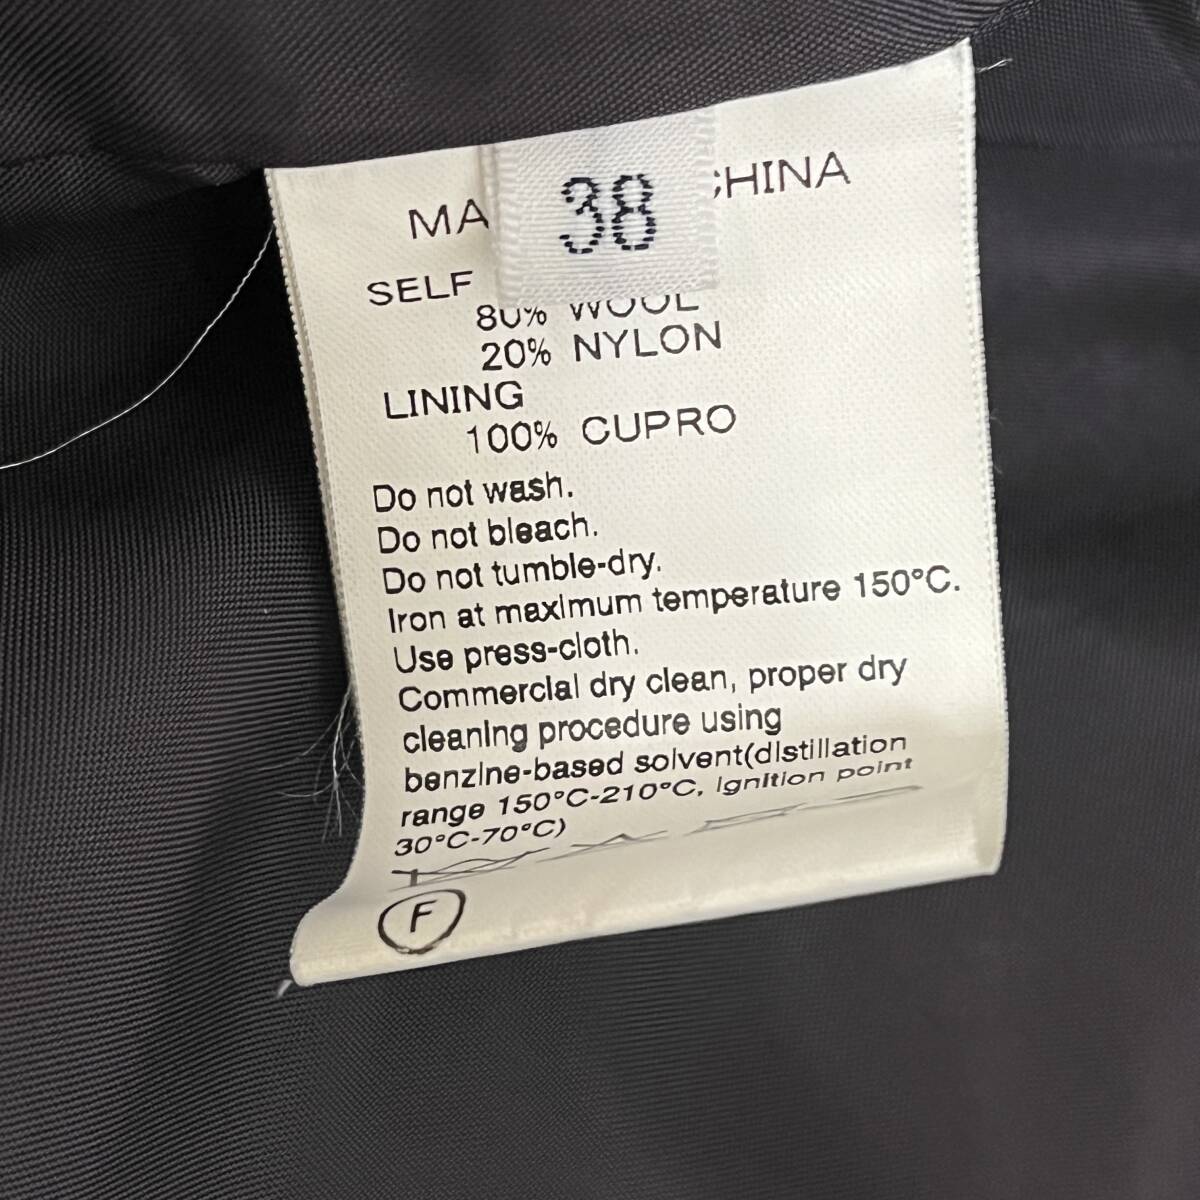 38
MA CHINA
SELF
80% WOOL
20% NYLON
LINING
100% CUPRO
Do not wash.
Do not bleach.
Do not tumble-dry.
Iron at maximum temperature 150°C.
Use press-cloth.
Commercial dry clean, proper dry
cleaning procedure using
benzine-based solvent(distillation
range 150°C-210°C, ignition point
30°C-70°C)
F